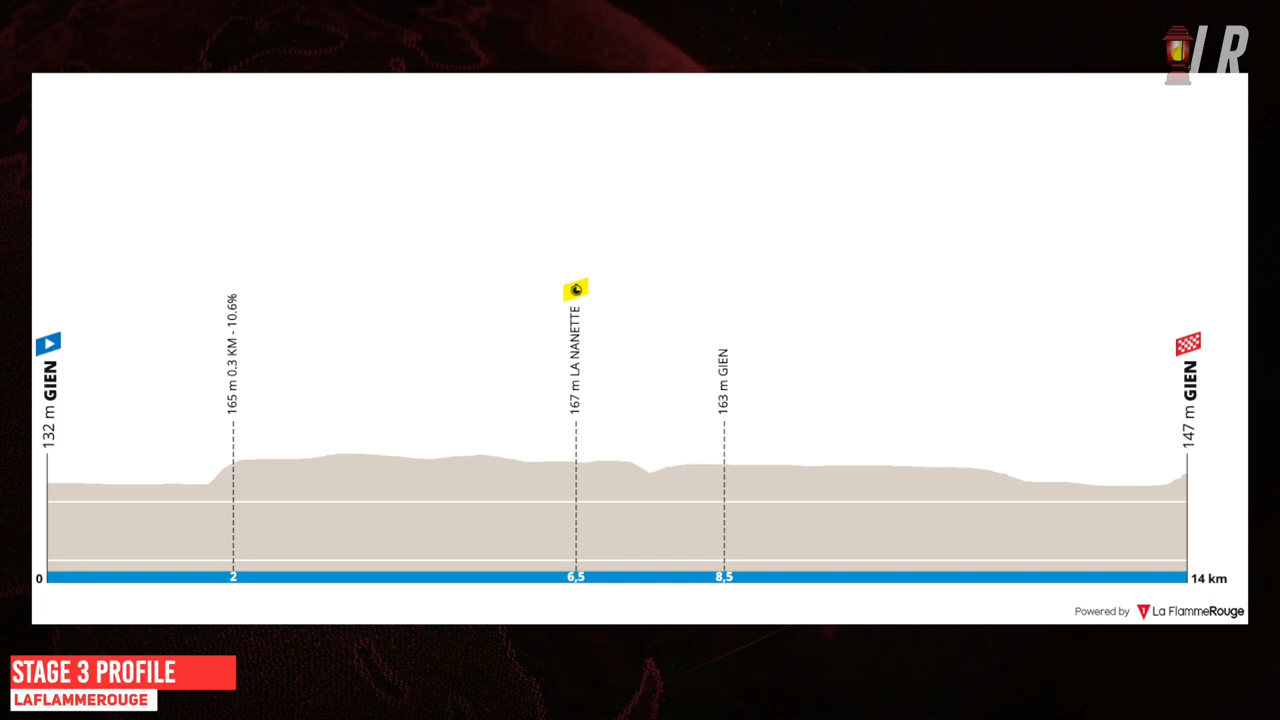 LR
132 m GIEN
165 m 0.3 KM - 10.6%
167 m LA NANETTE
163 m GIEN
147 m GIEN
0
2
6,5
8,5
14 km
Powered by La FlammeRouge
STAGE 3 PROFILE
LAFLAMMEROUGE